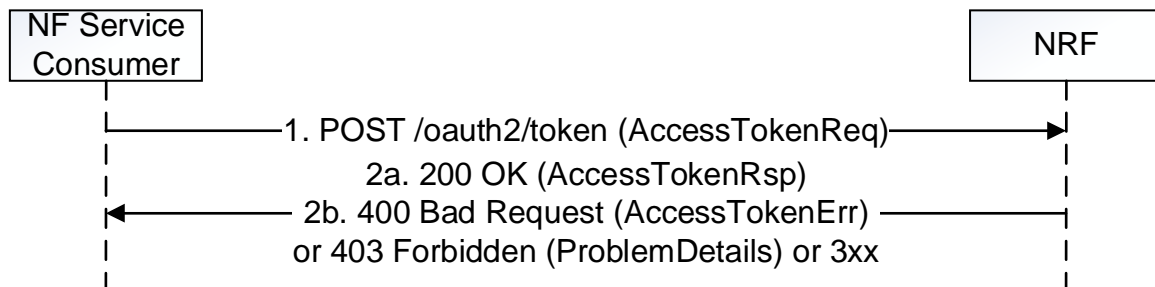 NF Service
Consumer
NRF
1. POST /oauth2/token (AccessTokenReq)
2a. 200 OK (AccessTokenRsp)
2b. 400 Bad Request (AccessTokenErr)
or 403 Forbidden (ProblemDetails) or 3xx